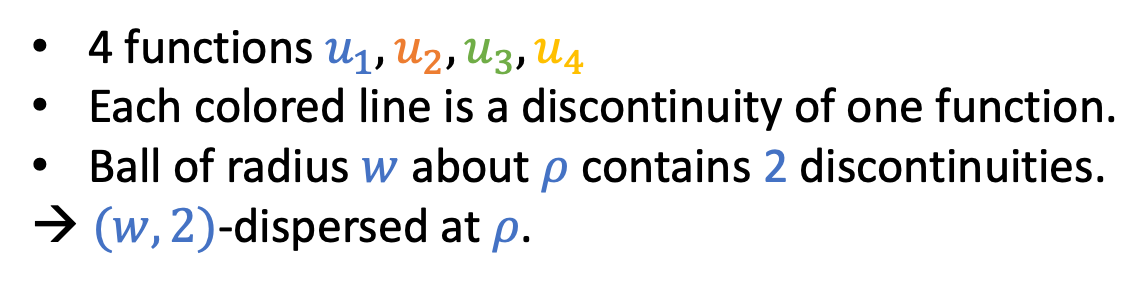 • 4 functions u₁, u₂, u₃, u₄
• Each colored line is a discontinuity of one function.
• Ball of radius w about ρ contains 2 discontinuities.
→ (w, 2)-dispersed at ρ.